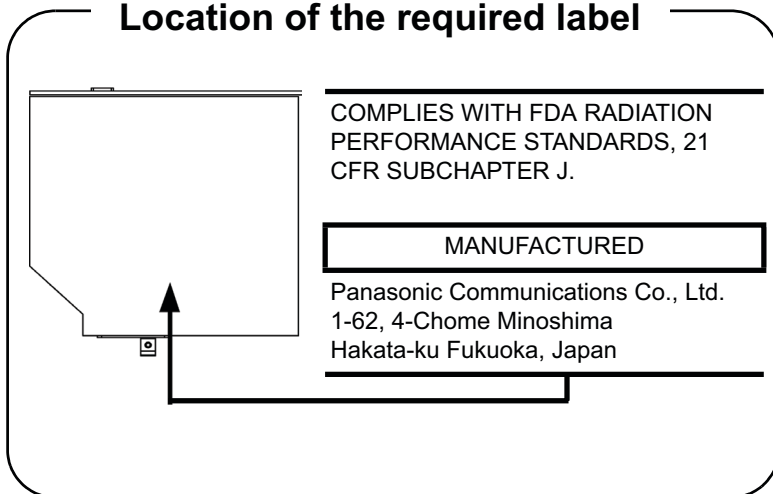 Location of the required label
COMPLIES WITH FDA RADIATION
PERFORMANCE STANDARDS, 21
CFR SUBCHAPTER J.
MANUFACTURED
Panasonic Communications Co., Ltd.
1-62, 4-Chome Minoshima
Hakata-ku Fukuoka, Japan